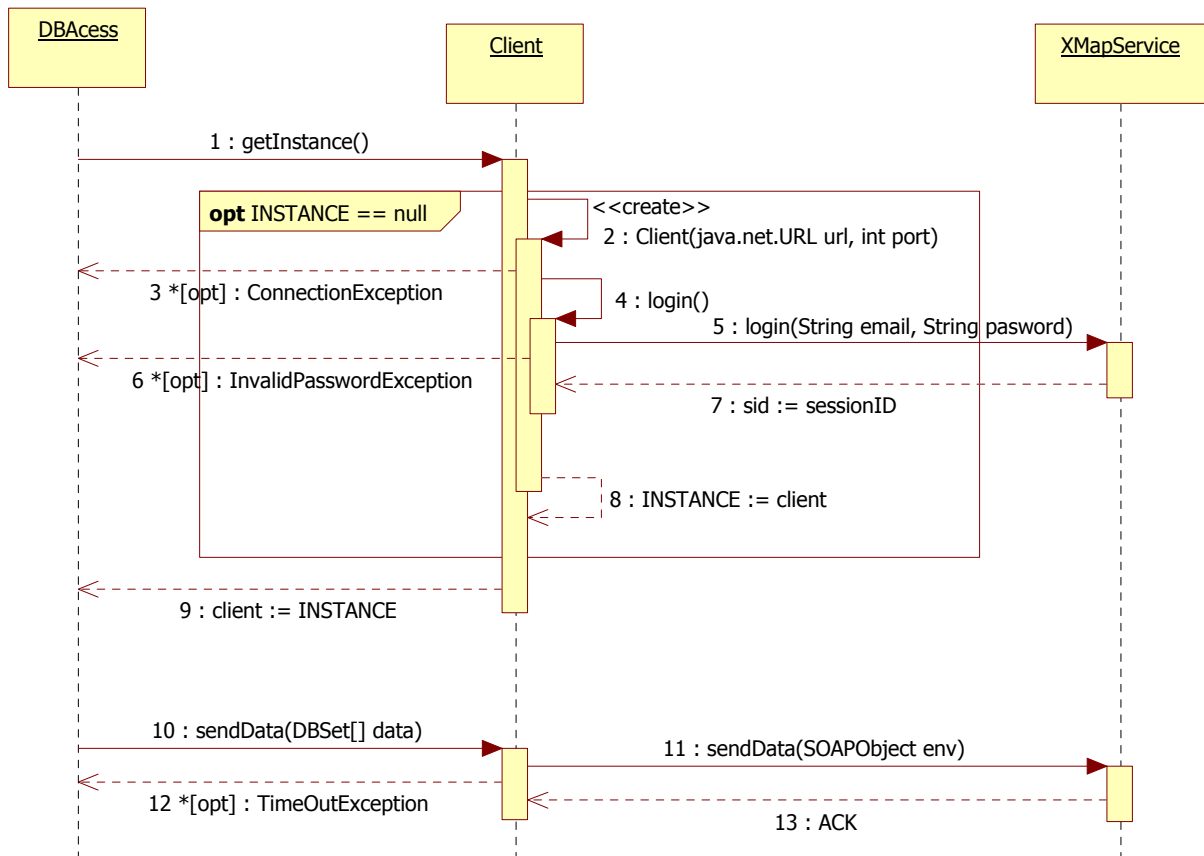 DBAcess
Client
XMapService
1 : getInstance()
opt INSTANCE == null
<<create>>
2 : Client(java.net.URL url, int port)
3 *[opt] : ConnectionException
4 : login()
5 : login(String email, String pasword)
6 *[opt] : InvalidPasswordException
7 : sid := sessionID
8 : INSTANCE := client
9 : client := INSTANCE
10 : sendData(DBSet[] data)
11 : sendData(SOAPObject env)
12 *[opt] : TimeOutException
13 : ACK